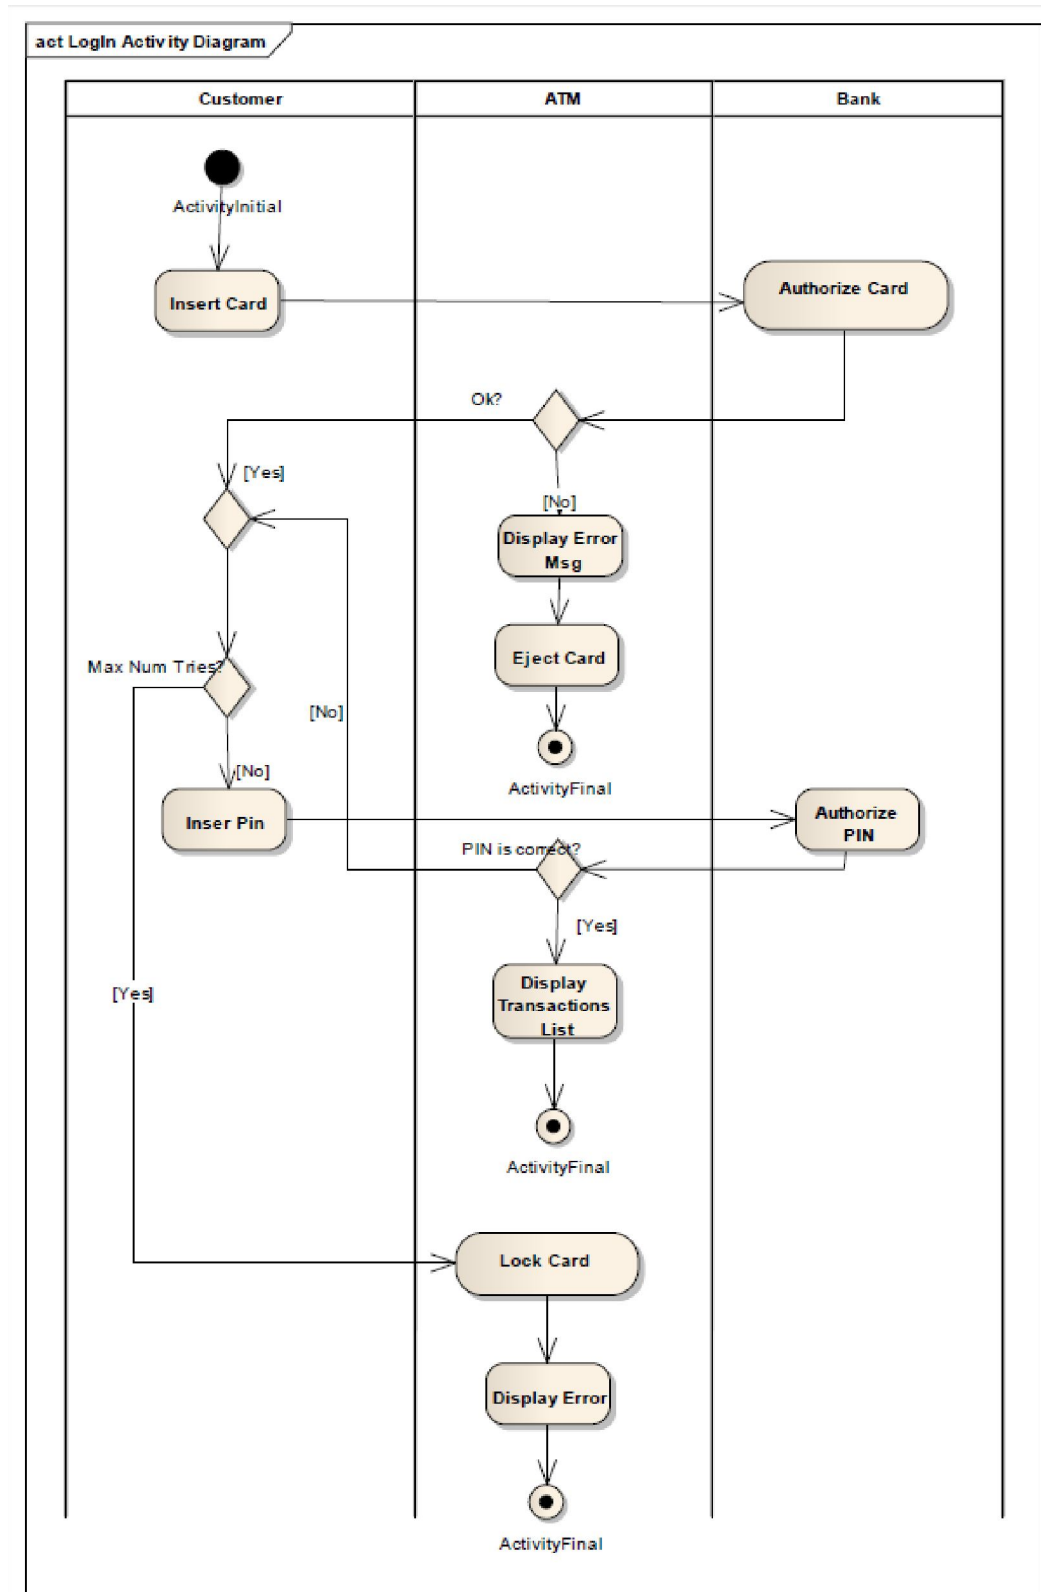 act LogIn Activity Diagram
Customer
ATM
Bank
ActivityInitial
Insert Card
Authorize Card
Ok?
[Yes]
[No]
Display Error
Msg
Eject Card
Max Num Tries?
[No]
ActivityFinal
[No]
Inser Pin
Authorize
PIN
PIN is correct?
[Yes]
Display
Transactions
List
[Yes]
ActivityFinal
Lock Card
Display Error
ActivityFinal